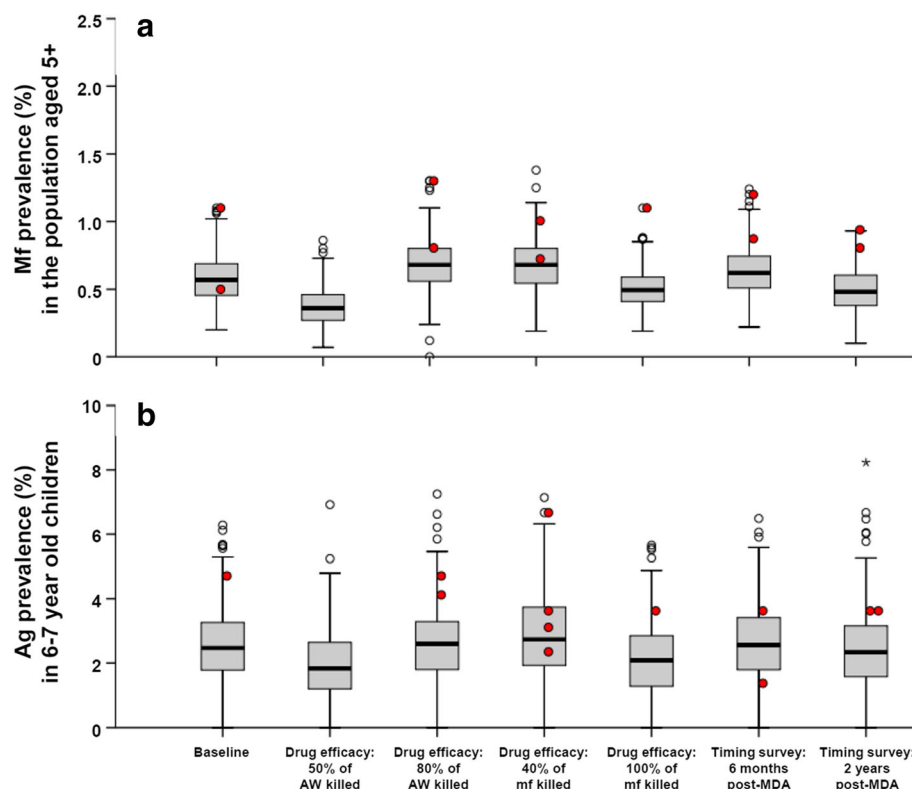 a
2.5
2.0
1.5
1.0
0.5
0
Mf prevalence (%)
in the population aged 5+
b
10
8
6
4
2
0
Ag prevalence (%)
in 6-7 year old children
*
Baseline
Drug efficacy:
50% of
AW killed
Drug efficacy:
80% of
AW killed
Drug efficacy:
40% of
mf killed
Drug efficacy:
100% of
mf killed
Timing survey:
6 months
post-MDA
Timing survey:
2 years
post-MDA